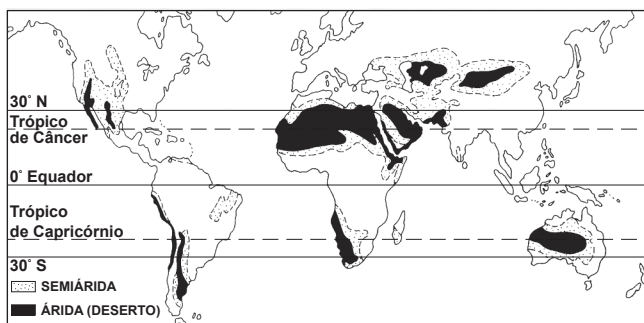 30° N
Trópico
de Câncer
0° Equador
Trópico
de Capricórnio
30° S
SEMIÁRIDA
ÁRIDA (DESERTO)